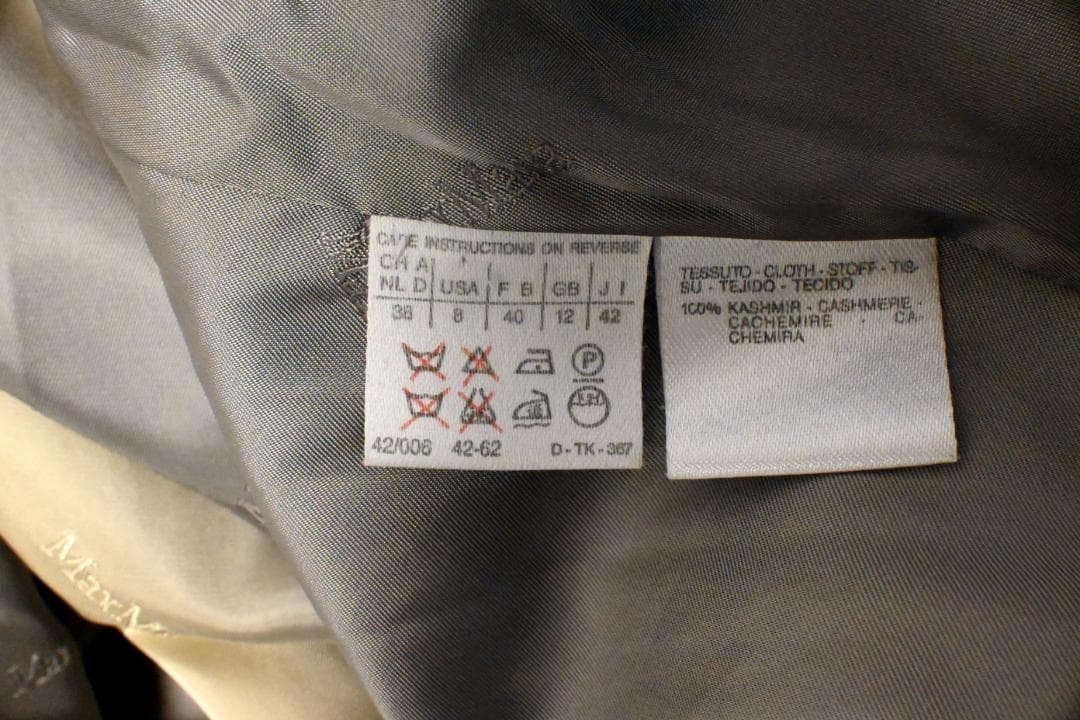 CARE INSTRUCTIONS ON REVERSE
CH A
NL D USA F B GB J I
38 8 40 12 42
P
42/006 42-62 D-TK-367
TESSUTO - CLOTH - STOFF - TIS-
SU - TEJIDO - TECIDO
100% KASHMIR - CASHMERE -
CACHEMIRE - CA-
CHEMIRA
MaxM